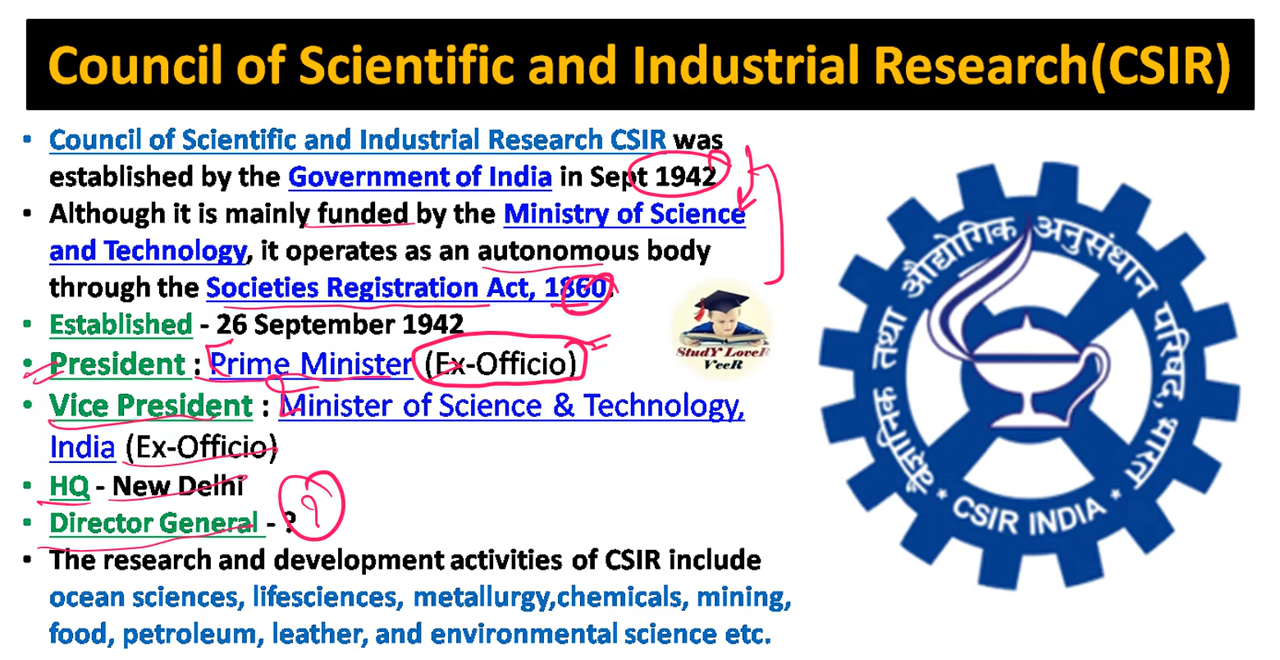 Council of Scientific and Industrial Research(CSIR)
• Council of Scientific and Industrial Research CSIR was
established by the Government of India in Sept 1942
• Although it is mainly funded by the Ministry of Science
and Technology, it operates as an autonomous body
through the Societies Registration Act, 1860.
• Established - 26 September 1942
• President : Prime Minister (Ex-Officio)
• Vice President : Minister of Science & Technology,
India (Ex-Officio)
• HQ - New Delhi
• Director General - ?
• The research and development activities of CSIR include
ocean sciences, lifesciences, metallurgy,chemicals, mining,
food, petroleum, leather, and environmental science etc.
StudY LoveR
VeeR
वैज्ञानिक तथा औद्योगिक अनुसंधान परिषद, भारत
* CSIR INDIA *
?